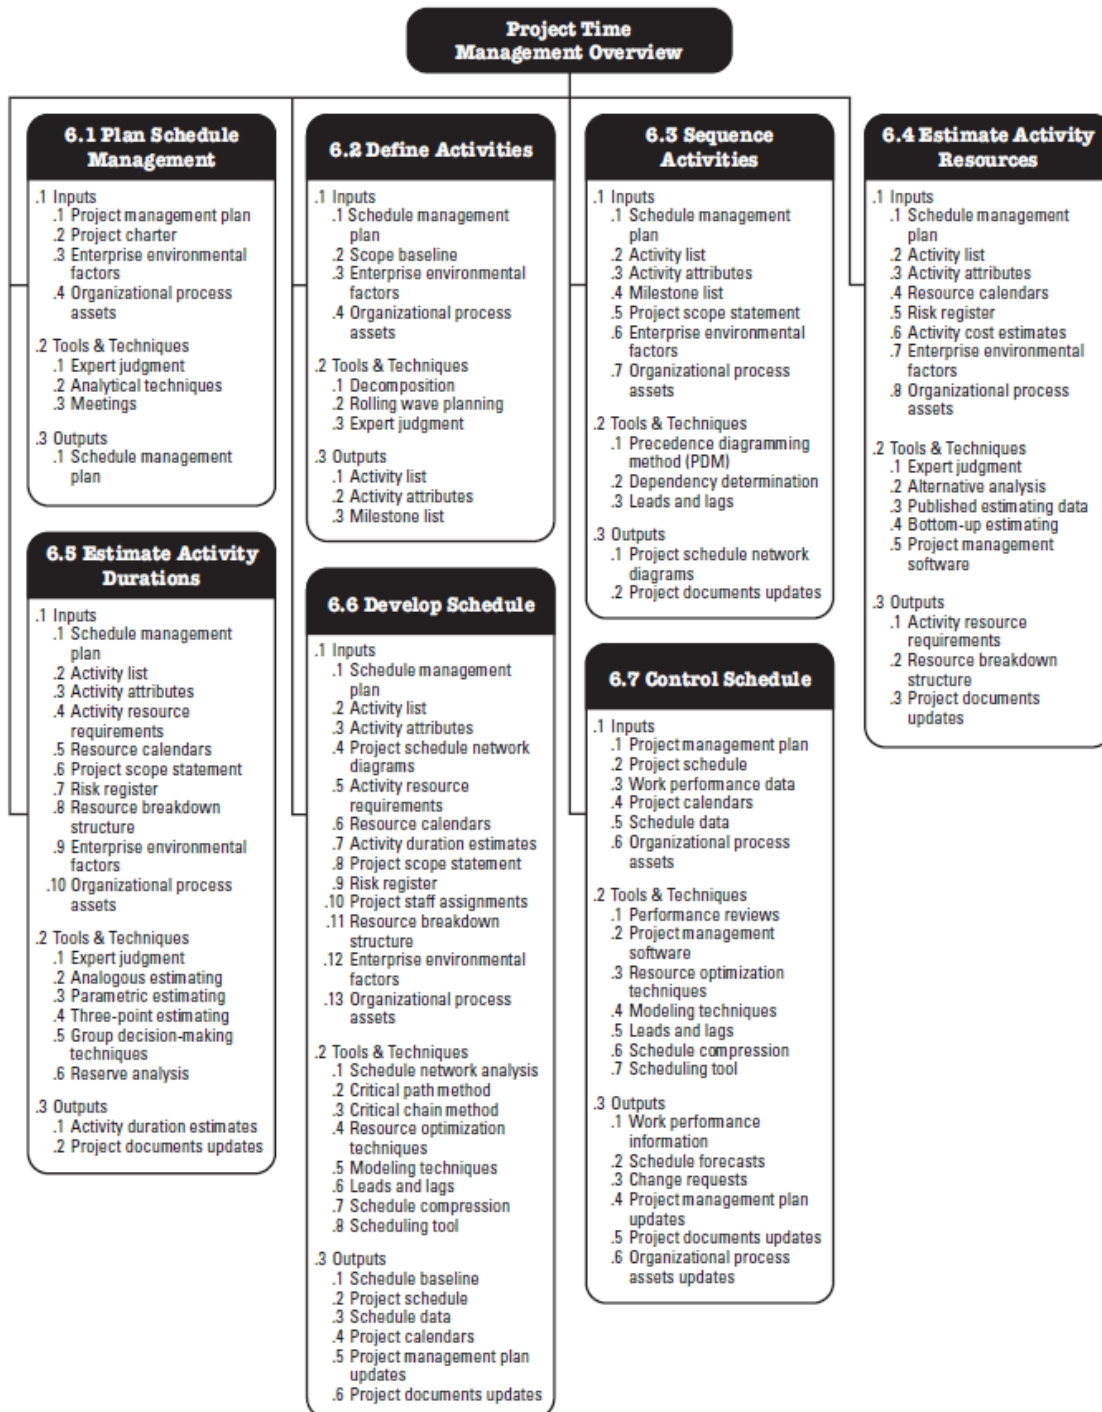 Project Time
Management Overview
6.1 Plan Schedule
Management
.1 Inputs
.1 Project management plan
.2 Project charter
.3 Enterprise environmental
factors
.4 Organizational process
assets
.2 Tools & Techniques
.1 Expert judgment
.2 Analytical techniques
.3 Meetings
.3 Outputs
.1 Schedule management
plan
6.2 Define Activities
.1 Inputs
.1 Schedule management
plan
.2 Scope baseline
.3 Enterprise environmental
factors
.4 Organizational process
assets
.2 Tools & Techniques
.1 Decomposition
.2 Rolling wave planning
.3 Expert judgment
.3 Outputs
.1 Activity list
.2 Activity attributes
.3 Milestone list
6.3 Sequence
Activities
.1 Inputs
.1 Schedule management
plan
.2 Activity list
.3 Activity attributes
.4 Milestone list
.5 Project scope statement
.6 Enterprise environmental
factors
.7 Organizational process
assets
.2 Tools & Techniques
.1 Precedence diagramming
method (PDM)
.2 Dependency determination
.3 Leads and lags
.3 Outputs
.1 Project schedule network
diagrams
.2 Project documents updates
6.4 Estimate Activity
Resources
.1 Inputs
.1 Schedule management
plan
.2 Activity list
.3 Activity attributes
.4 Resource calendars
.5 Risk register
.6 Activity cost estimates
.7 Enterprise environmental
factors
.8 Organizational process
assets
.2 Tools & Techniques
.1 Expert judgment
.2 Alternative analysis
.3 Published estimating data
.4 Bottom-up estimating
.5 Project management
software
.3 Outputs
.1 Activity resource
requirements
.2 Resource breakdown
structure
.3 Project documents
updates
6.5 Estimate Activity
Durations
.1 Inputs
.1 Schedule management
plan
.2 Activity list
.3 Activity attributes
.4 Activity resource
requirements
.5 Resource calendars
.6 Project scope statement
.7 Risk register
.8 Resource breakdown
structure
.9 Enterprise environmental
factors
.10 Organizational process
assets
.2 Tools & Techniques
.1 Expert judgment
.2 Analogous estimating
.3 Parametric estimating
.4 Three-point estimating
.5 Group decision-making
techniques
.6 Reserve analysis
.3 Outputs
.1 Activity duration estimates
.2 Project documents updates
6.6 Develop Schedule
.1 Inputs
.1 Schedule management
plan
.2 Activity list
.3 Activity attributes
.4 Project schedule network
diagrams
.5 Activity resource
requirements
.6 Resource calendars
.7 Activity duration estimates
.8 Project scope statement
.9 Risk register
.10 Project staff assignments
.11 Resource breakdown
structure
.12 Enterprise environmental
factors
.13 Organizational process
assets
.2 Tools & Techniques
.1 Schedule network analysis
.2 Critical path method
.3 Critical chain method
.4 Resource optimization
techniques
.5 Modeling techniques
.6 Leads and lags
.7 Schedule compression
.8 Scheduling tool
.3 Outputs
.1 Schedule baseline
.2 Project schedule
.3 Schedule data
.4 Project calendars
.5 Project management plan
updates
.6 Project documents updates
6.7 Control Schedule
.1 Inputs
.1 Project management plan
.2 Project schedule
.3 Work performance data
.4 Project calendars
.5 Schedule data
.6 Organizational process
assets
.2 Tools & Techniques
.1 Performance reviews
.2 Project management
software
.3 Resource optimization
techniques
.4 Modeling techniques
.5 Leads and lags
.6 Schedule compression
.7 Scheduling tool
.3 Outputs
.1 Work performance
information
.2 Schedule forecasts
.3 Change requests
.4 Project management plan
updates
.5 Project documents updates
.6 Organizational process
assets updates